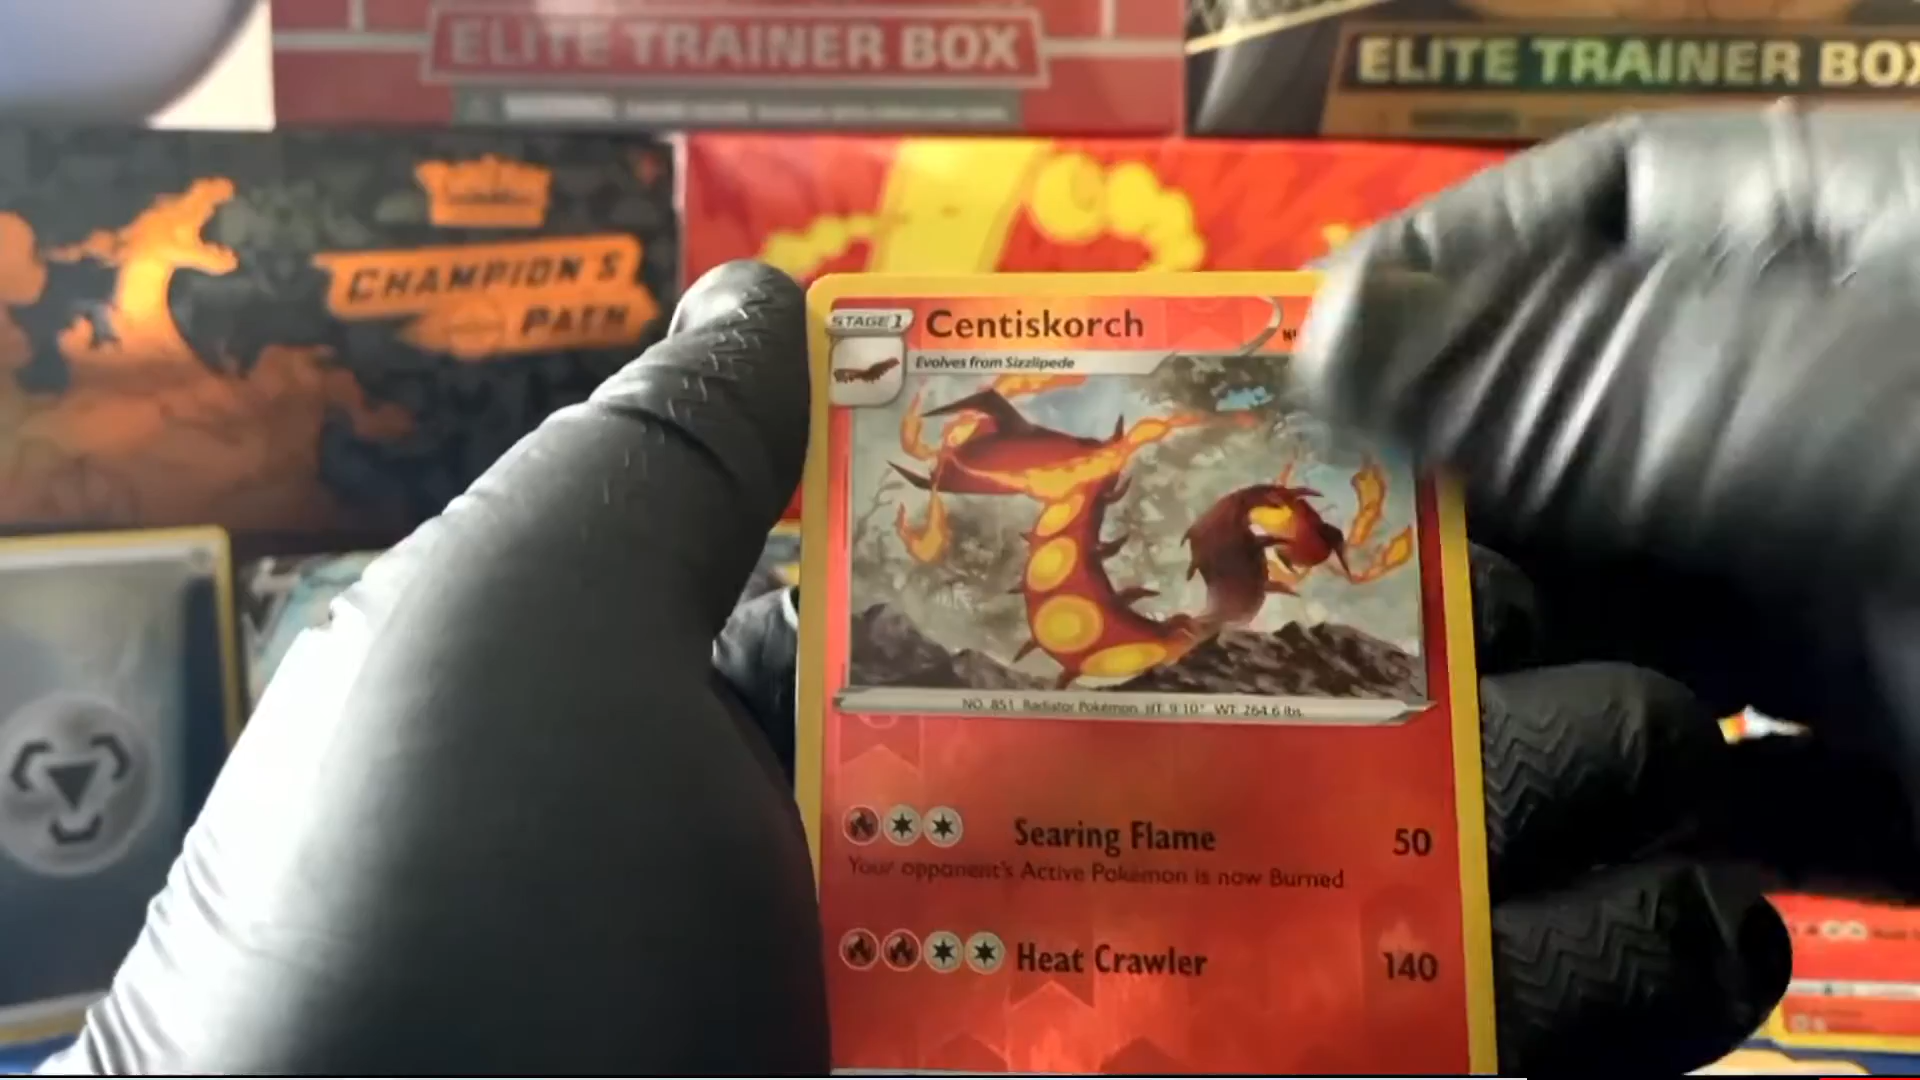 ELITE TRAINER BOX
ELITE TRAINER BOX
CHAMPION'S
PATH
STAGE 1
Centiskorch
Evolves from Sizzlipede
NO. 851 Radiator Pokémon HT: 9'10" WT: 264.6 lbs.
Searing Flame 50
Your opponent's Active Pokémon is now Burned
Heat Crawler 140